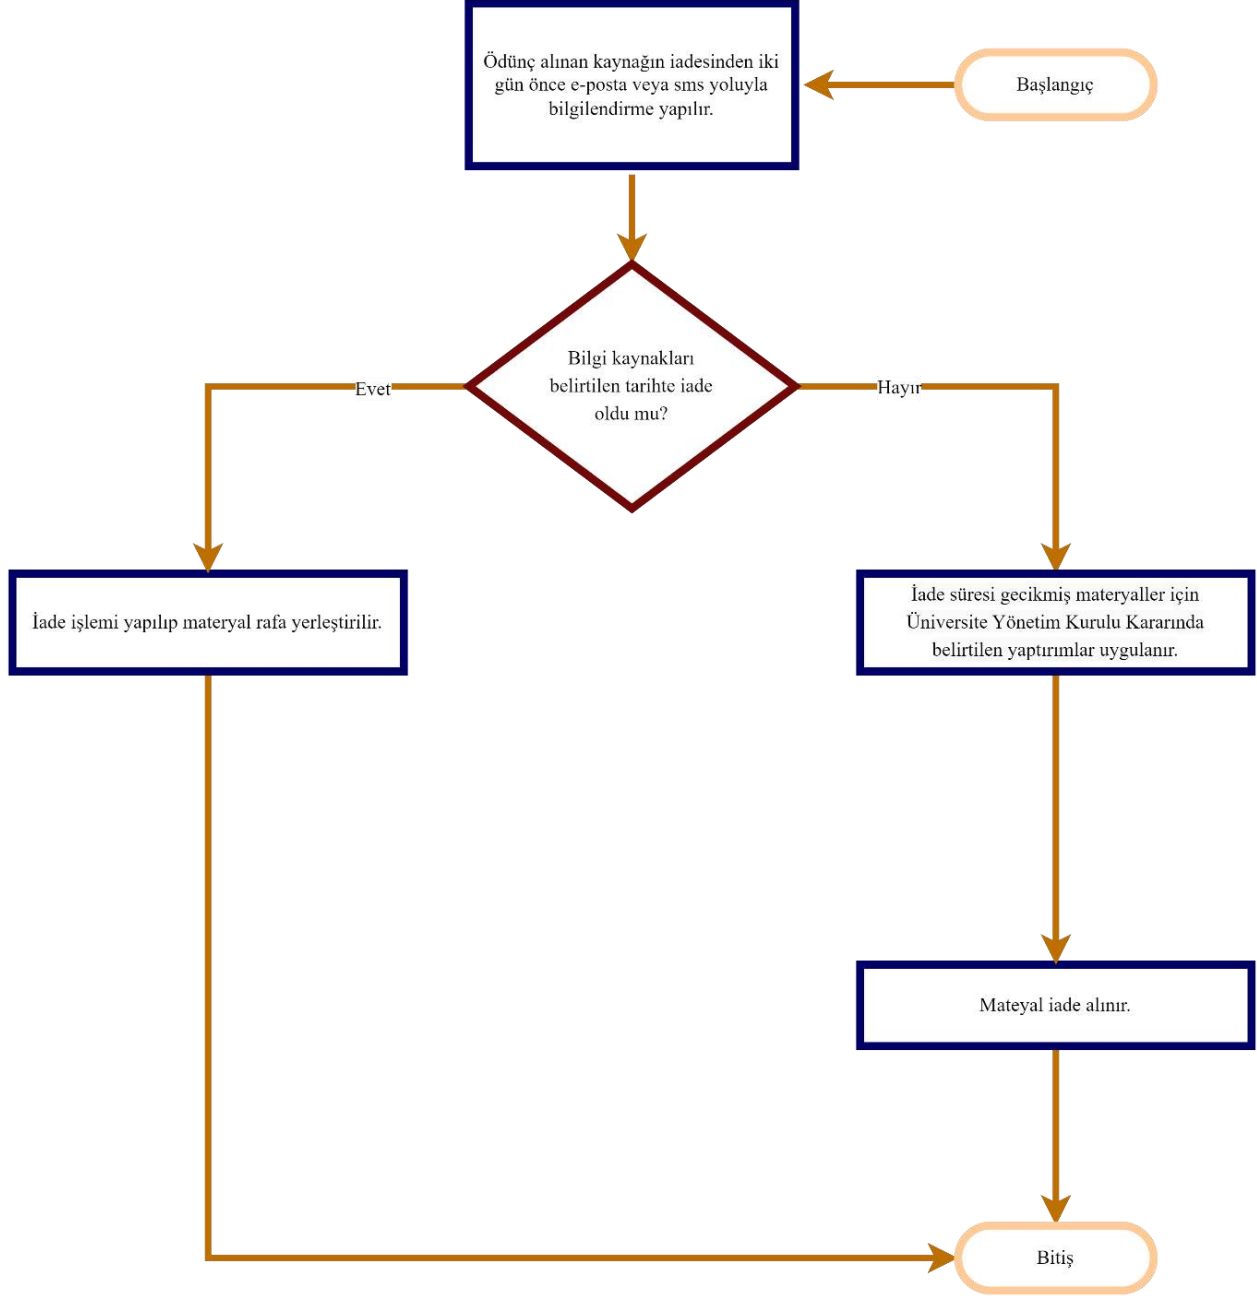 Başlangıç
Ödünç alınan kaynağın iadesinden iki
gün önce e-posta veya sms yoluyla
bilgilendirme yapılır.
Bilgi kaynakları
belirtilen tarihte iade
oldu mu?
Evet
Hayır
İade işlemi yapılıp materyal rafa yerleştirilir.
İade süresi gecikmiş materyaller için
Üniversite Yönetim Kurulu Kararında
belirtilen yaptırımlar uygulanır.
Mateyal iade alınır.
Bitiş